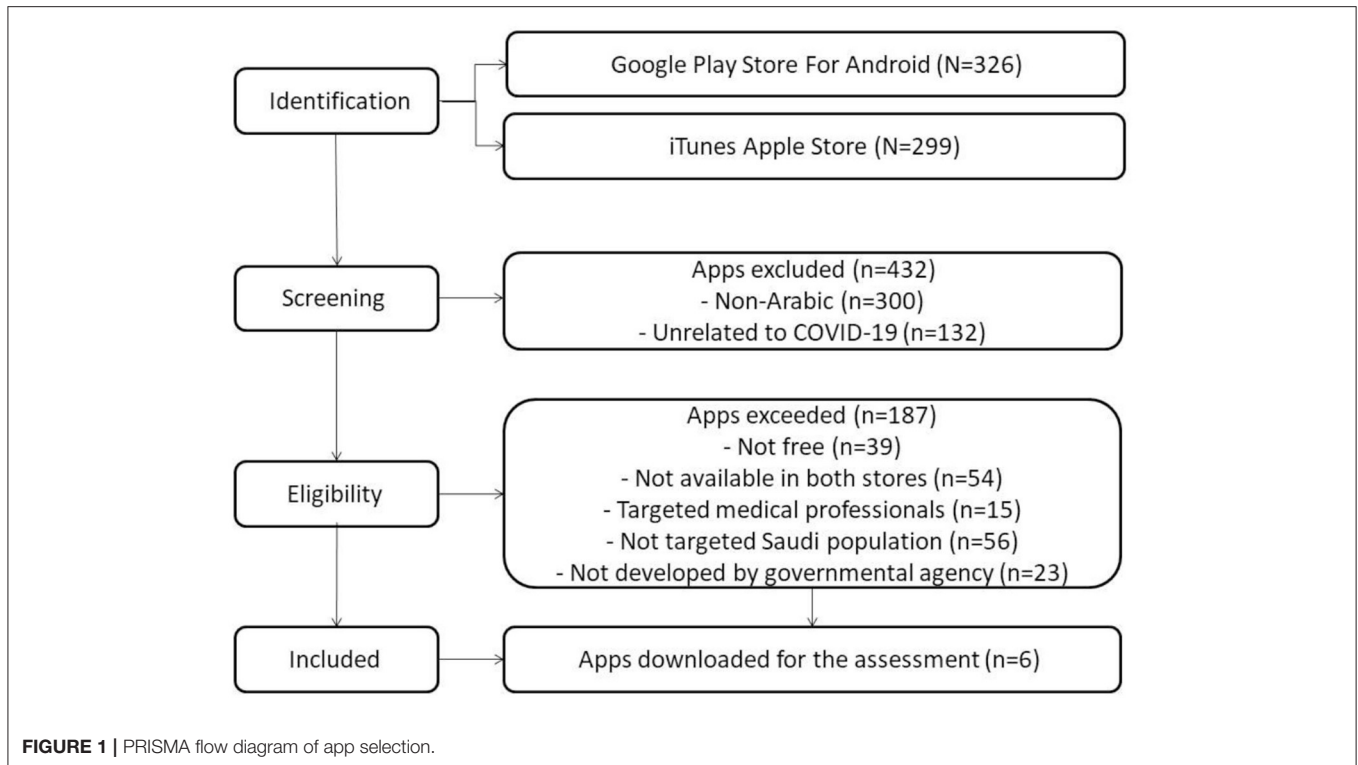 Identification
Google Play Store For Android (N=326)
iTunes Apple Store (N=299)
Screening
Apps excluded (n=432)
- Non-Arabic (n=300)
- Unrelated to COVID-19 (n=132)
Eligibility
Apps exceeded (n=187)
- Not free (n=39)
- Not available in both stores (n=54)
- Targeted medical professionals (n=15)
- Not targeted Saudi population (n=56)
- Not developed by governmental agency (n=23)
Included
Apps downloaded for the assessment (n=6)
FIGURE 1 | PRISMA flow diagram of app selection.